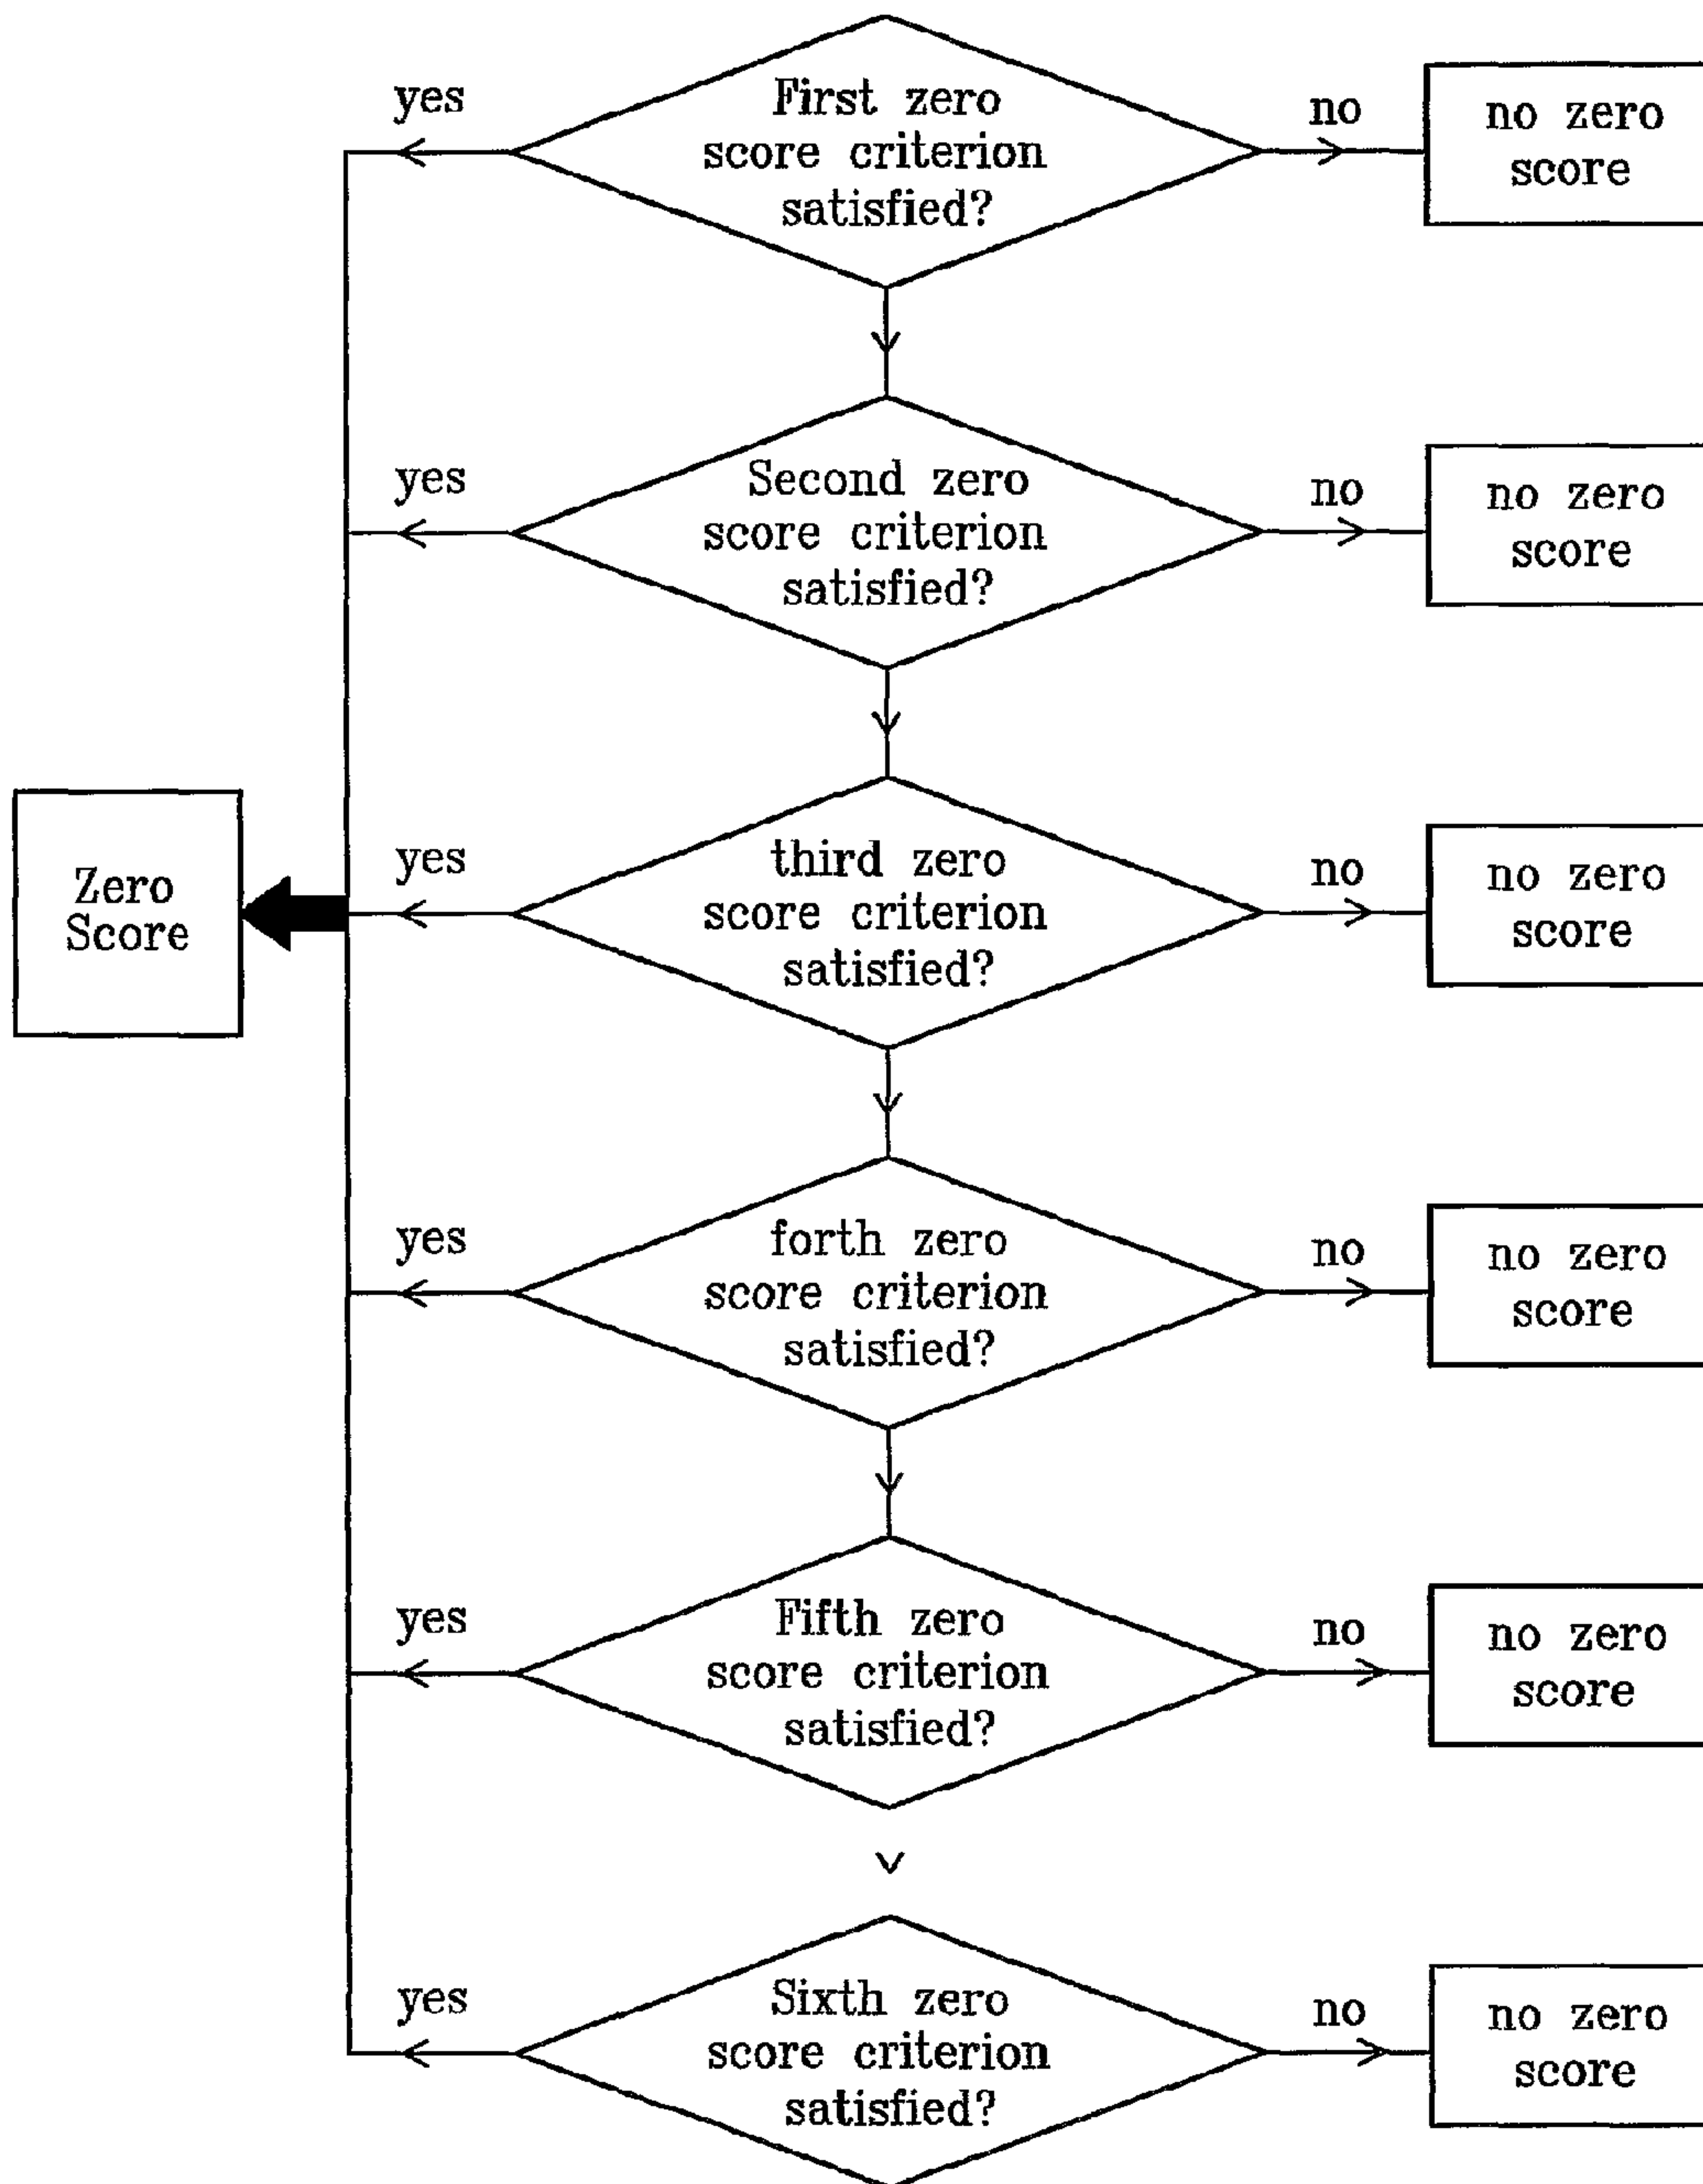 yes
First zero
score criterion
satisfied?
no
no zero
score
yes
Second zero
score criterion
satisfied?
no
no zero
score
Zero
Score
yes
third zero
score criterion
satisfied?
no
no zero
score
yes
forth zero
score criterion
satisfied?
no
no zero
score
yes
Fifth zero
score criterion
satisfied?
no
no zero
score
yes
Sixth zero
score criterion
satisfied?
no
no zero
score